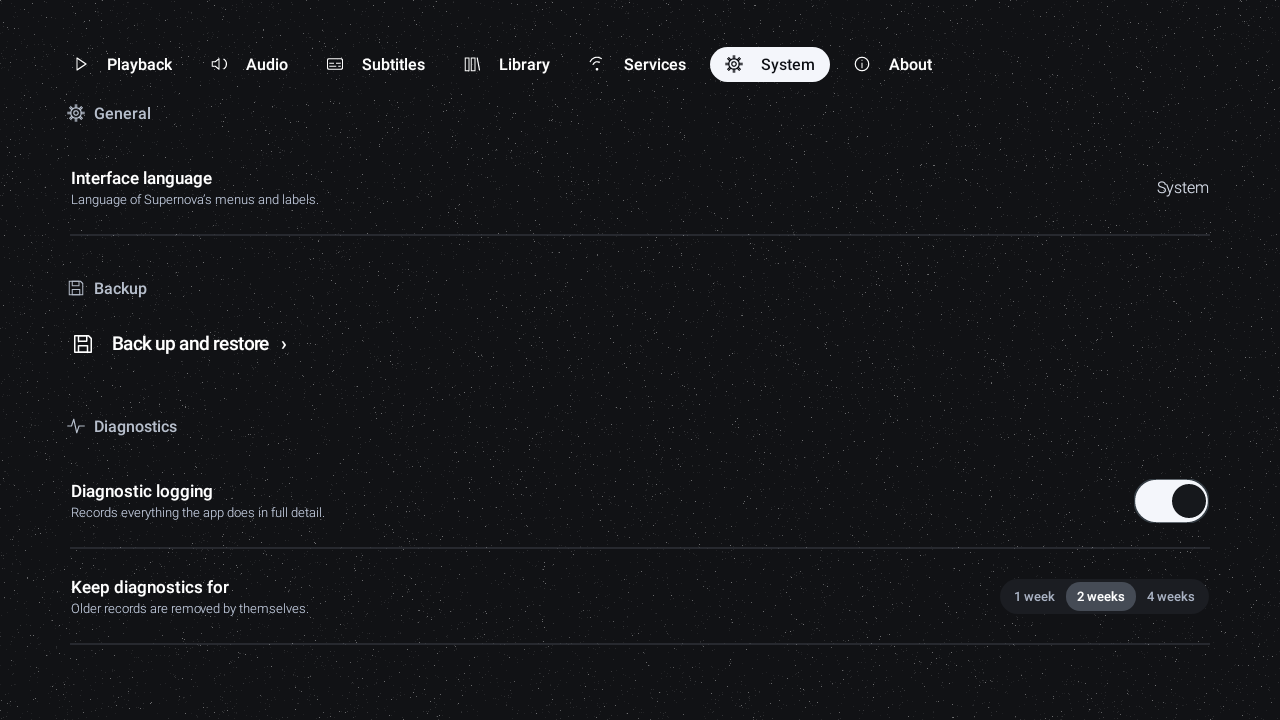 Playback Audio Subtitles Library Services System About
General
Interface language
Language of Supernova's menus and labels.
System
Backup
Back up and restore ›
Diagnostics
Diagnostic logging
Records everything the app does in full detail.
Keep diagnostics for
Older records are removed by themselves.
1 week 2 weeks 4 weeks